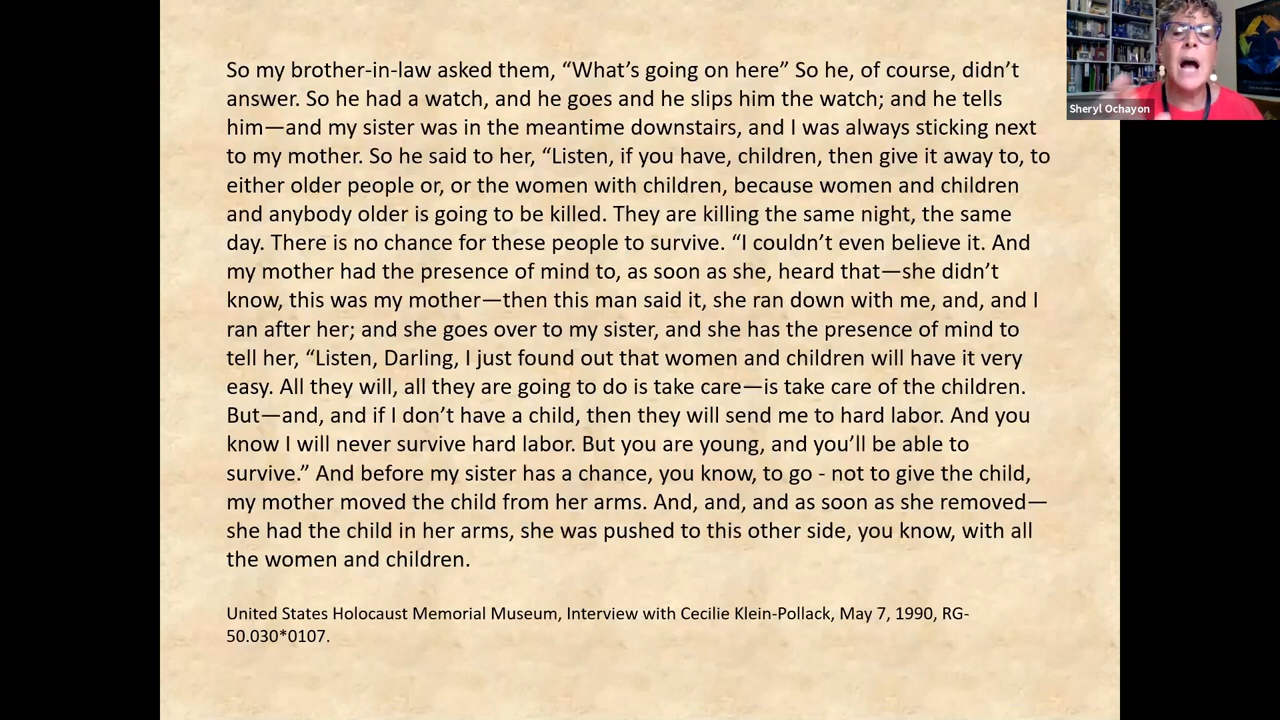 So my brother-in-law asked them, “What’s going on here” So he, of course, didn’t
answer. So he had a watch, and he goes and he slips him the watch; and he tells
him—and my sister was in the meantime downstairs, and I was always sticking next
to my mother. So he said to her, “Listen, if you have, children, then give it away to, to
either older people or, or the women with children, because women and children
and anybody older is going to be killed. They are killing the same night, the same
day. There is no chance for these people to survive. “I couldn’t even believe it. And
my mother had the presence of mind to, as soon as she, heard that—she didn’t
know, this was my mother—then this man said it, she ran down with me, and, and I
ran after her; and she goes over to my sister, and she has the presence of mind to
tell her, “Listen, Darling, I just found out that women and children will have it very
easy. All they will, all they are going to do is take care—is take care of the children.
But—and, and if I don’t have a child, then they will send me to hard labor. And you
know I will never survive hard labor. But you are young, and you’ll be able to
survive.” And before my sister has a chance, you know, to go - not to give the child,
my mother moved the child from her arms. And, and, and as soon as she removed—
she had the child in her arms, she was pushed to this other side, you know, with all
the women and children.
United States Holocaust Memorial Museum, Interview with Cecilie Klein-Pollack, May 7, 1990, RG-
50.030*0107.
Sheryl Ochayon